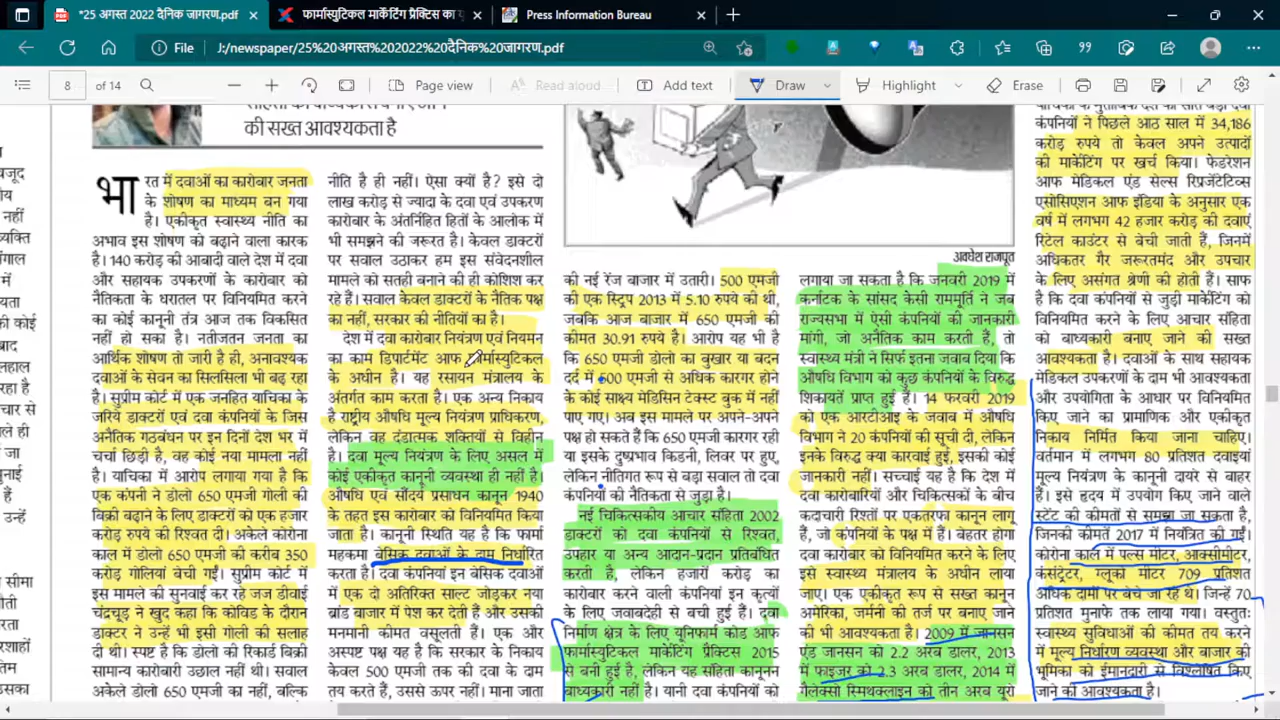 *25 अगस्त 2022 दैनिक जागरण.pdf
फार्मास्युटिकल मार्केटिंग प्रैक्टिस का
Press Information Bureau
File
J:/newspaper/25%20अगस्त%202022%20दैनिक%20जागरण.pdf
8
of 14
Page view
Read aloud
Add text
Draw
Highlight
Erase
की सख्त आवश्यकता है
भारत में दवाओं का कारोबार जनता
के शोषण का माध्यम बन गया
है। एकीकृत स्वास्थ्य नीति का
अभाव इस शोषण को बढ़ाने वाला कारक
है। 140 करोड़ की आबादी वाले देश में दवा
और सहायक उपकरणों के कारोबार को
नैतिकता के धरातल पर विनियमित करने
का कोई कानूनी तंत्र आज तक विकसित
नहीं हो सका है। नतीजतन जनता का
आर्थिक शोषण तो जारी है ही, अनावश्यक
दवाओं के सेवन का सिलसिला भी बढ़ रहा
है। सुप्रीम कोर्ट में एक जनहित याचिका के
जरिये डाक्टरों एवं दवा कंपनियों के जिस
अनैतिक गठबंधन पर इन दिनों देश भर में
चर्चा छिड़ी है, वह कोई नया मामला नहीं
है। याचिका में आरोप लगाया गया है कि
एक कंपनी ने डोलो 650 एमजी गोली की
बिक्री बढ़ाने के लिए डाक्टरों को एक हजार
करोड़ रुपये की रिश्वत दी। अकेले कोरोना
काल में डोलो 650 एमजी की करीब 350
करोड़ गोलियां बेची गईं। सुप्रीम कोर्ट में
इस मामले की सुनवाई कर रहे जज डीवाई
चंद्रचूड़ ने खुद कहा कि कोविड के दौरान
डाक्टर ने उन्हें भी इसी गोली की सलाह
दी थी। स्पष्ट है कि डोलो की रिकार्ड बिक्री
सामान्य कारोबारी उछाल नहीं थी। सवाल
अकेले डोलो 650 एमजी का नहीं, बल्कि
नीति है ही नहीं। ऐसा क्यों है? इसे दो
लाख करोड़ से ज्यादा के दवा एवं उपकरण
कारोबार के अंतर्निहित हितों के आलोक में
भी समझने की जरूरत है। केवल डाक्टरों
पर सवाल उठाकर हम इस संवेदनशील
मामले को सतही बनाने की ही कोशिश कर
रहे हैं। सवाल केवल डाक्टरों के नैतिक पक्ष
का नहीं, सरकार की नीतियों का है।
देश में दवा कारोबार नियंत्रण एवं नियमन
का काम डिपार्टमेंट आफ फार्मास्युटिकल
के अधीन है। यह रसायन मंत्रालय के
अंतर्गत काम करता है। एक अन्य निकाय
है राष्ट्रीय औषधि मूल्य नियंत्रण प्राधिकरण,
लेकिन वह दंडात्मक शक्तियों से विहीन
है। दवा मूल्य नियंत्रण के लिए असल में
कोई एकीकृत कानूनी व्यवस्था ही नहीं है।
औषधि एवं सौंदर्य प्रसाधन कानून 1940
के तहत इस कारोबार को विनियमित किया
जाता है। कानूनी स्थिति यह है कि फार्मा
महकमा बेसिक दवाओं के दाम निर्धारित
करता है। दवा कंपनियां इन बेसिक दवाओं
में एक दो अतिरिक्त साल्ट जोड़कर नया
ब्रांड बाजार में पेश कर देती हैं और उसकी
मनमानी कीमत वसूलती हैं। एक और
अस्पष्ट पक्ष यह है कि सरकार के निकाय
केवल 500 एमजी तक की दवा के दाम
तय करते हैं, उससे ऊपर नहीं। माना जाता
अवधेश राजपूत
की नई रेंज बाजार में उतारी। 500 एमजी
की एक स्ट्रिप 2013 में 5.10 रुपये की थी,
जबकि आज बाजार में 650 एमजी की
कीमत 30.91 रुपये है। आरोप यह भी है
कि 650 डोलो का बुखार या बदन
दर्द में 500 एमजी से अधिक कारगर होने
के कोई साक्ष्य मेडिसिन टेक्स्ट बुक में नहीं
पाए गए। अब इस मामले पर अपने-अपने
पक्ष हो सकते हैं कि 650 एमजी कारगर रही
या इसके दुष्प्रभाव किडनी, लिवर पर हुए,
लेकिन नीतिगत रूप से बड़ा सवाल तो दवा
कंपनियों की नैतिकता से जुड़ा है।
नई चिकित्सकीय आचार संहिता 2002
डाक्टरों को दवा कंपनियों से रिश्वत,
उपहार या अन्य आदान-प्रदान प्रतिबंधित
करती है, लेकिन हजारों करोड़ का
कारोबार करने वाली कंपनियां इन कृत्यों
के लिए जवाबदेही से बची हुई हैं। दवा
निर्माण क्षेत्र के लिए यूनिफार्म कोड आफ
फार्मास्युटिकल मार्केटिंग प्रैक्टिस 2015
से बनी हुई है, लेकिन यह संहिता कानूनन
बाध्यकारी नहीं है। यानी दवा कंपनियों को
लगाया जा सकता है कि जनवरी 2019 में
कर्नाटक के सांसद केसी राममूर्ति ने जब
राज्यसभा में ऐसी कंपनियों की जानकारी
मांगी, जो अनैतिक काम करती हैं, तो
स्वास्थ्य मंत्री ने सिर्फ इतना जवाब दिया कि
औषधि विभाग को कुछ कंपनियों के विरुद्ध
शिकायतें प्राप्त हुई हैं। 14 फरवरी 2019
को एक आरटीआइ के जवाब में औषधि
विभाग ने 20 कंपनियों की सूची दी, लेकिन
इनके विरुद्ध क्या कारवाई हुई, इसकी कोई
जानकारी नहीं। सच्चाई यह है कि देश में
दवा कारोबारियों और चिकित्सकों के बीच
कदाचारी रिश्तों पर एकतरफा कानून लागू
हैं, जो कंपनियों के पक्ष में हैं। बेहतर होगा
दवा कारोबार को विनियमित करने के लिए
इसे स्वास्थ्य मंत्रालय के अधीन लाया
जाए। एक एकीकृत रूप से सख्त कानून
अमेरिका, जर्मनी की तर्ज पर बनाए जाने
की भी आवश्यकता है। 2009 में जानसन
एंड जानसन को 2.2 अरब डालर, 2013
में फाइजर को 2.3 अरब डालर, 2014 में
ग्लैक्सो स्मिथक्लाइन को तीन अरब यूरो
कंपनियों ने पिछले आठ साल में 34,186
करोड़ रुपये तो केवल अपने उत्पादों
की मार्केटिंग पर खर्च किया। फेडरेशन
आफ मेडिकल एंड सेल्स रिप्रजेंटेटिव्स
एसोसिएशन आफ इंडिया के अनुसार एक
वर्ष में लगभग 42 हजार करोड़ की दवाएं
रिटेल काउंटर से बेची जाती हैं, जिनमें
अधिकतर गैर जरूरतमंद और उपचार
के लिए असंगत श्रेणी की होती हैं। साफ
है कि दवा कंपनियों से जुड़ी मार्केटिंग को
विनियमित करने के लिए आचार संहिता
को बाध्यकारी बनाए जाने की सख्त
आवश्यकता है। दवाओं के साथ सहायक
मेडिकल उपकरणों के दाम भी आवश्यकता
और उपयोगिता के आधार पर विनियमित
किए जाने का प्रामाणिक और एकीकृत
निकाय निर्मित किया जाना चाहिए।
वर्तमान में लगभग 80 प्रतिशत दवाइयां
मूल्य नियंत्रण के कानूनी दायरे से बाहर
हैं। इसे हृदय में उपयोग किए जाने वाले
स्टेंट की कीमतों से समझा जा सकता है,
जिनकी कीमतें 2017 में नियंत्रित की गईं।
कोरोना काल में पल्स मीटर, आक्सीमीटर,
कंसंट्रेटर, ग्लूको मीटर 709 प्रतिशत
अधिक दामों पर बेचे जा रहे थे। जिन्हें 70
प्रतिशत मुनाफे तक लाया गया। वस्तुतः
स्वास्थ्य सुविधाओं की कीमत तय करने
में मूल्य निर्धारण व्यवस्था और बाजार की
भूमिका को ईमानदारी से विश्लेषित किए
जाने की आवश्यकता है।